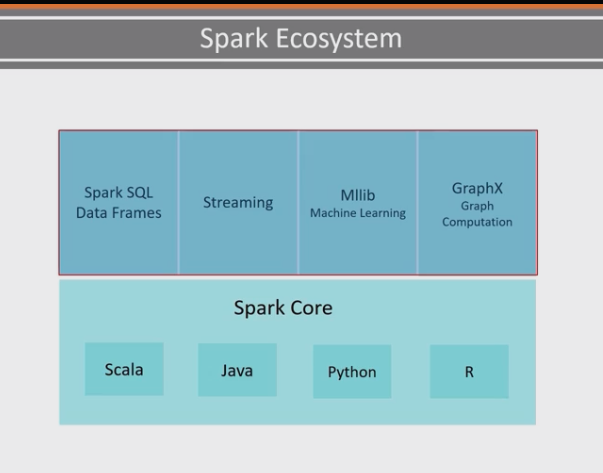 Spark Ecosystem
Spark SQL
Data Frames
Streaming
Mllib
Machine Learning
GraphX
Graph
Computation
Spark Core
Scala
Java
Python
R